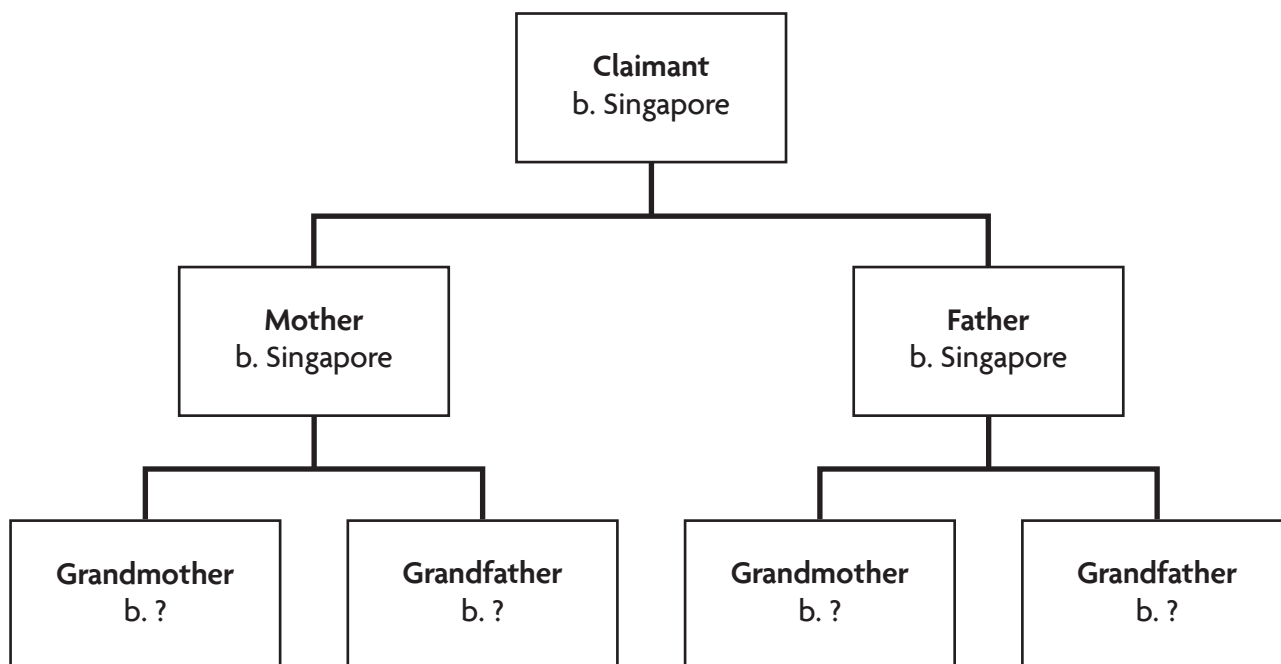 Claimant
b. Singapore
Mother
b. Singapore
Father
b. Singapore
Grandmother
b. ?
Grandfather
b. ?
Grandmother
b. ?
Grandfather
b. ?